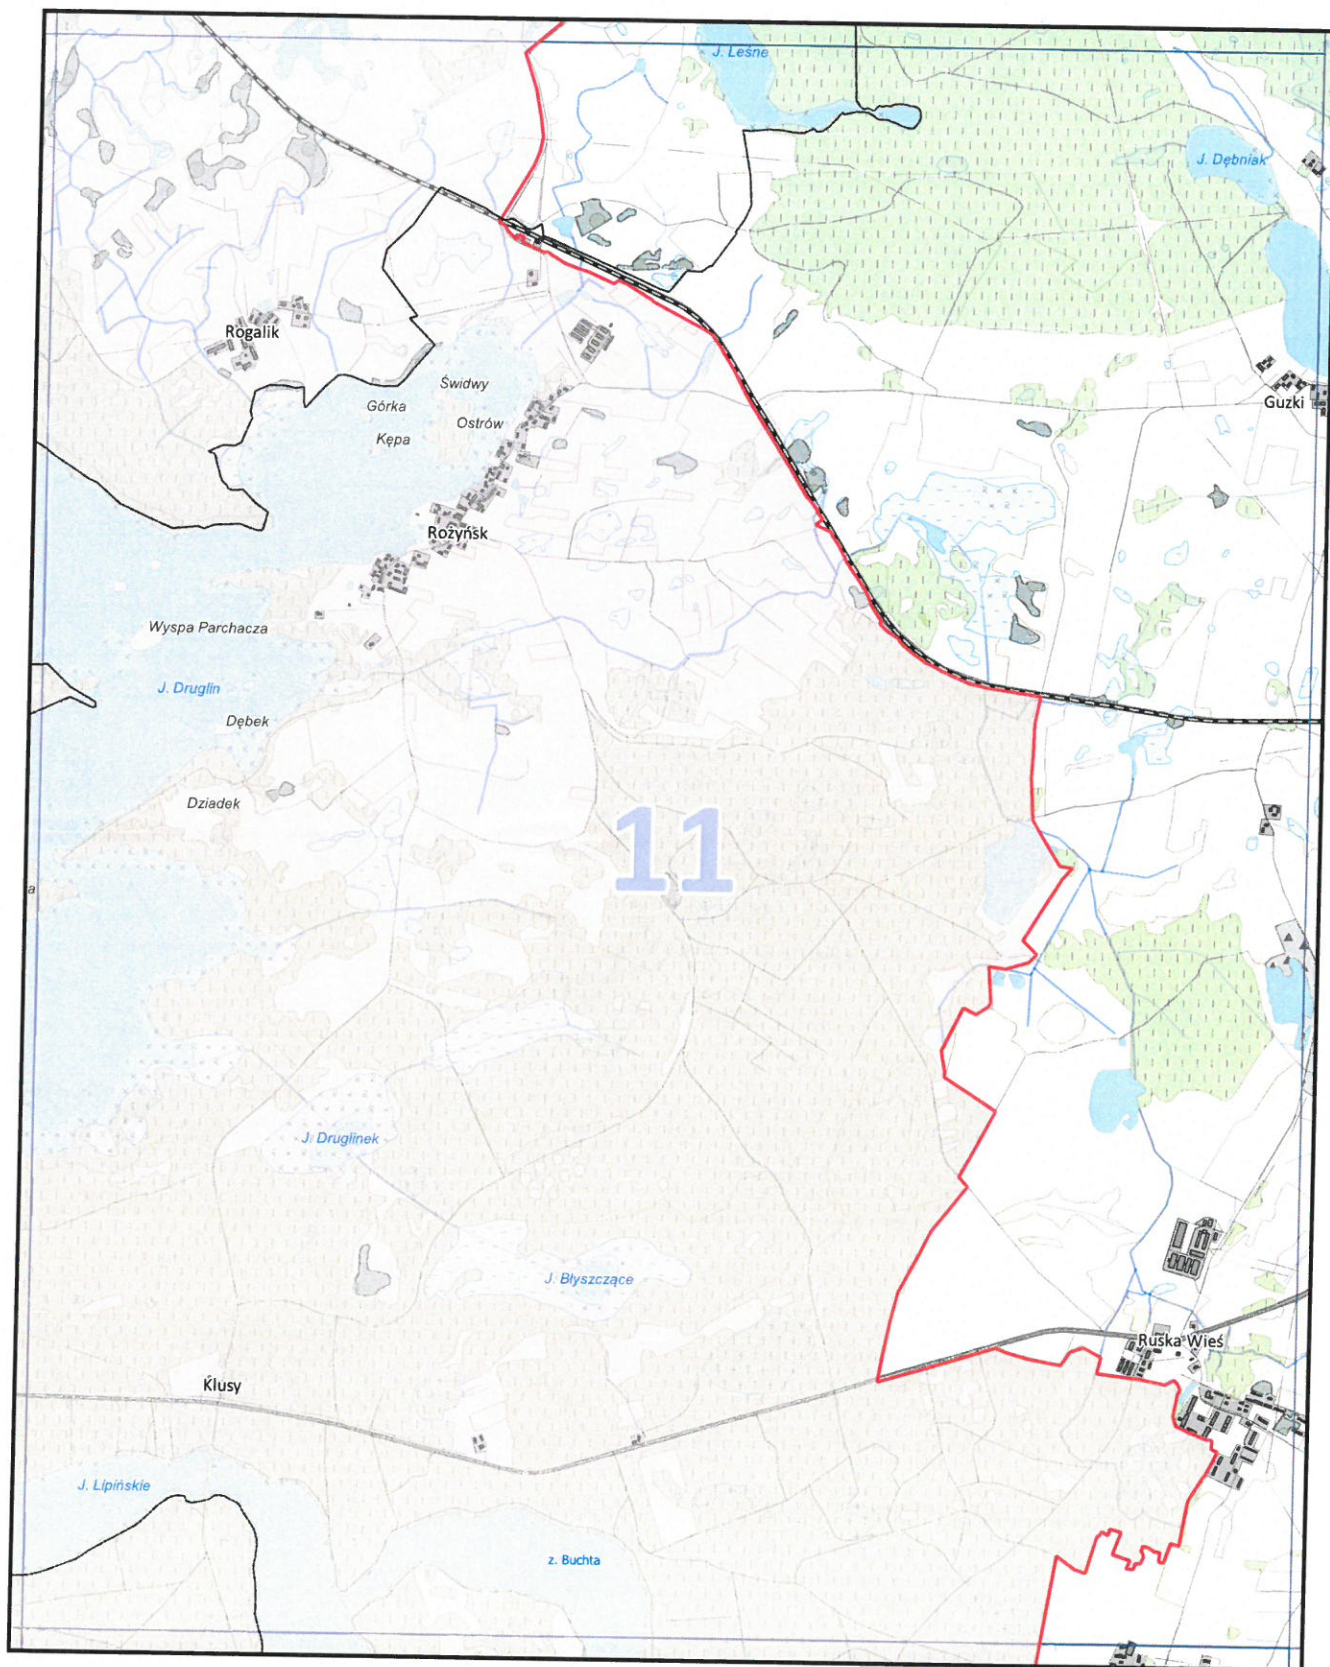 J. Leśne
J. Dębniak
Rogalik
Świdwy
Górka
Ostrów
Kępa
Guzki
Rożyńsk
Wyspa Parchacza
J. Druglin
Dębek
Dziadek
11
a
J. Druglinek
J. Błyszczące
Ruska Wieś
Klusy
J. Lipińskie
z. Buchta